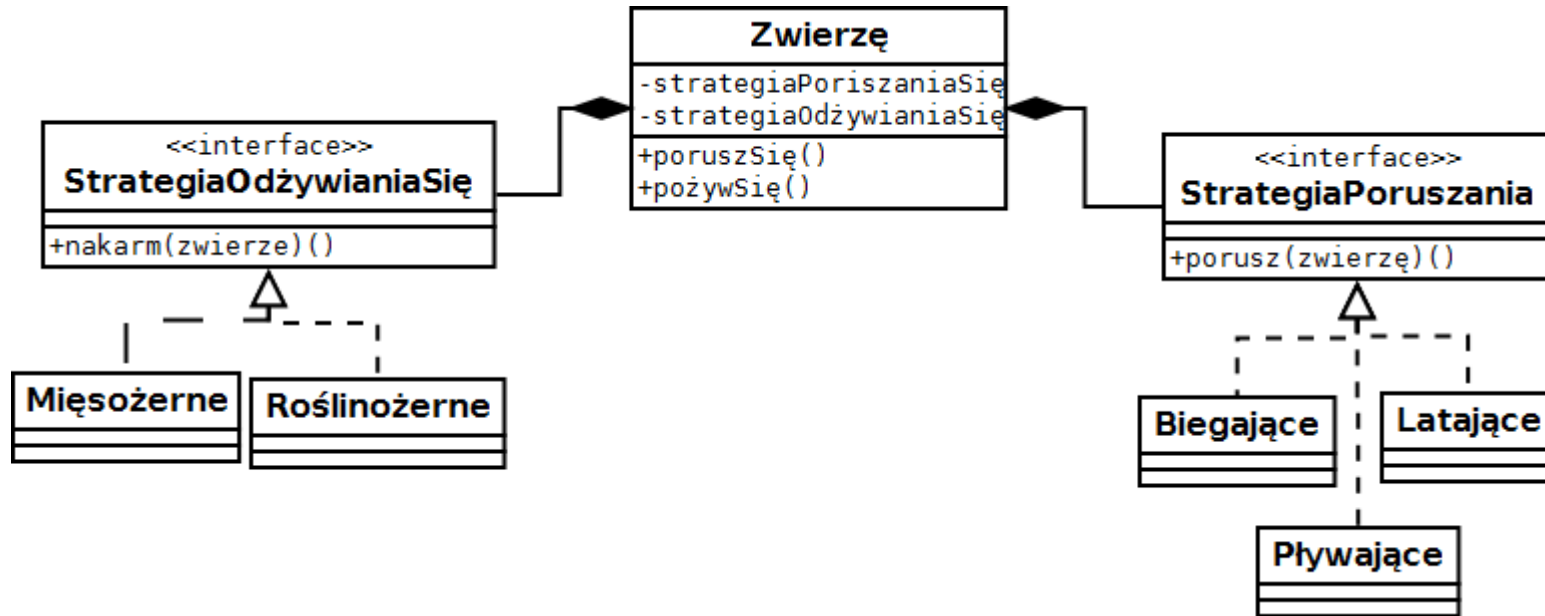 Zwierzę
-strategiaPoriszaniaSię
-strategiaOdżywianiaSię
+poruszSię()
+pożywSię()
<<interface>>
StrategiaOdżywianiaSię
+nakarm(zwierze)()
<<interface>>
StrategiaPoruszania
+porusz(zwierzę)()
Mięsożerne
Roślinożerne
Biegające
Latające
Pływające